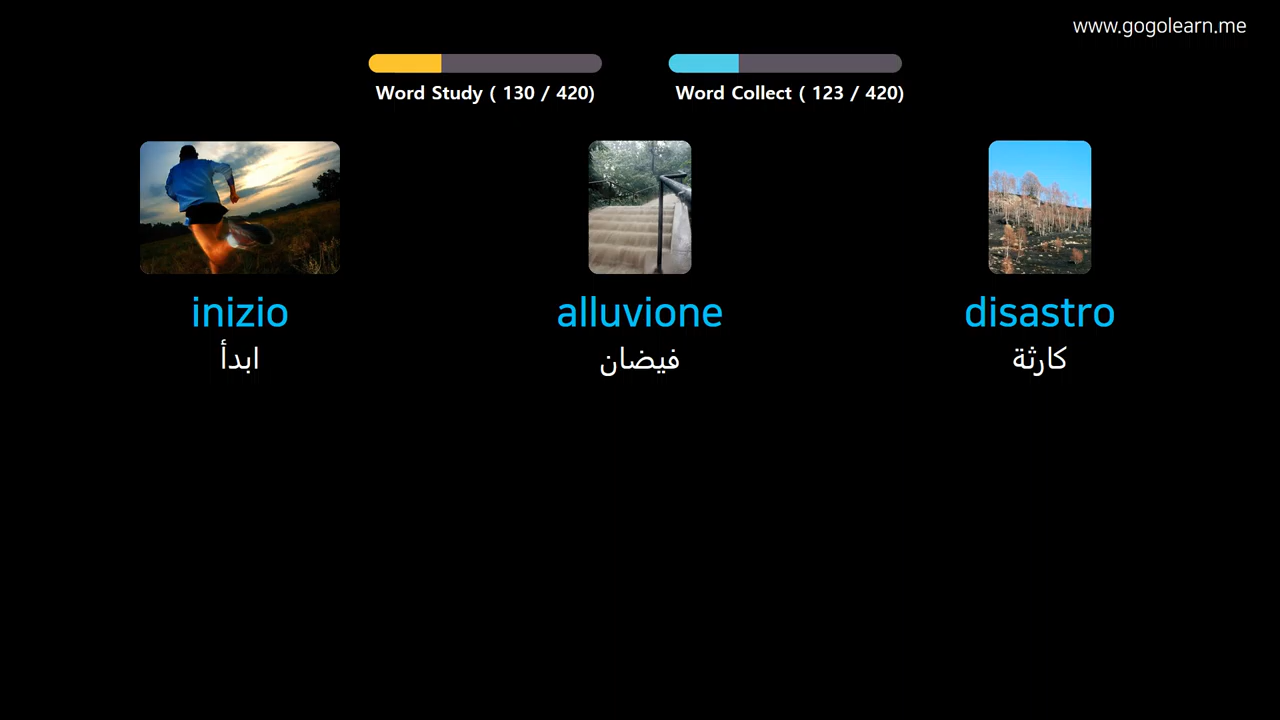 www.gogolearn.me
Word Study ( 130 / 420)
Word Collect ( 123 / 420)
inizio
ابدأ
alluvione
فيضان
disastro
كارثة